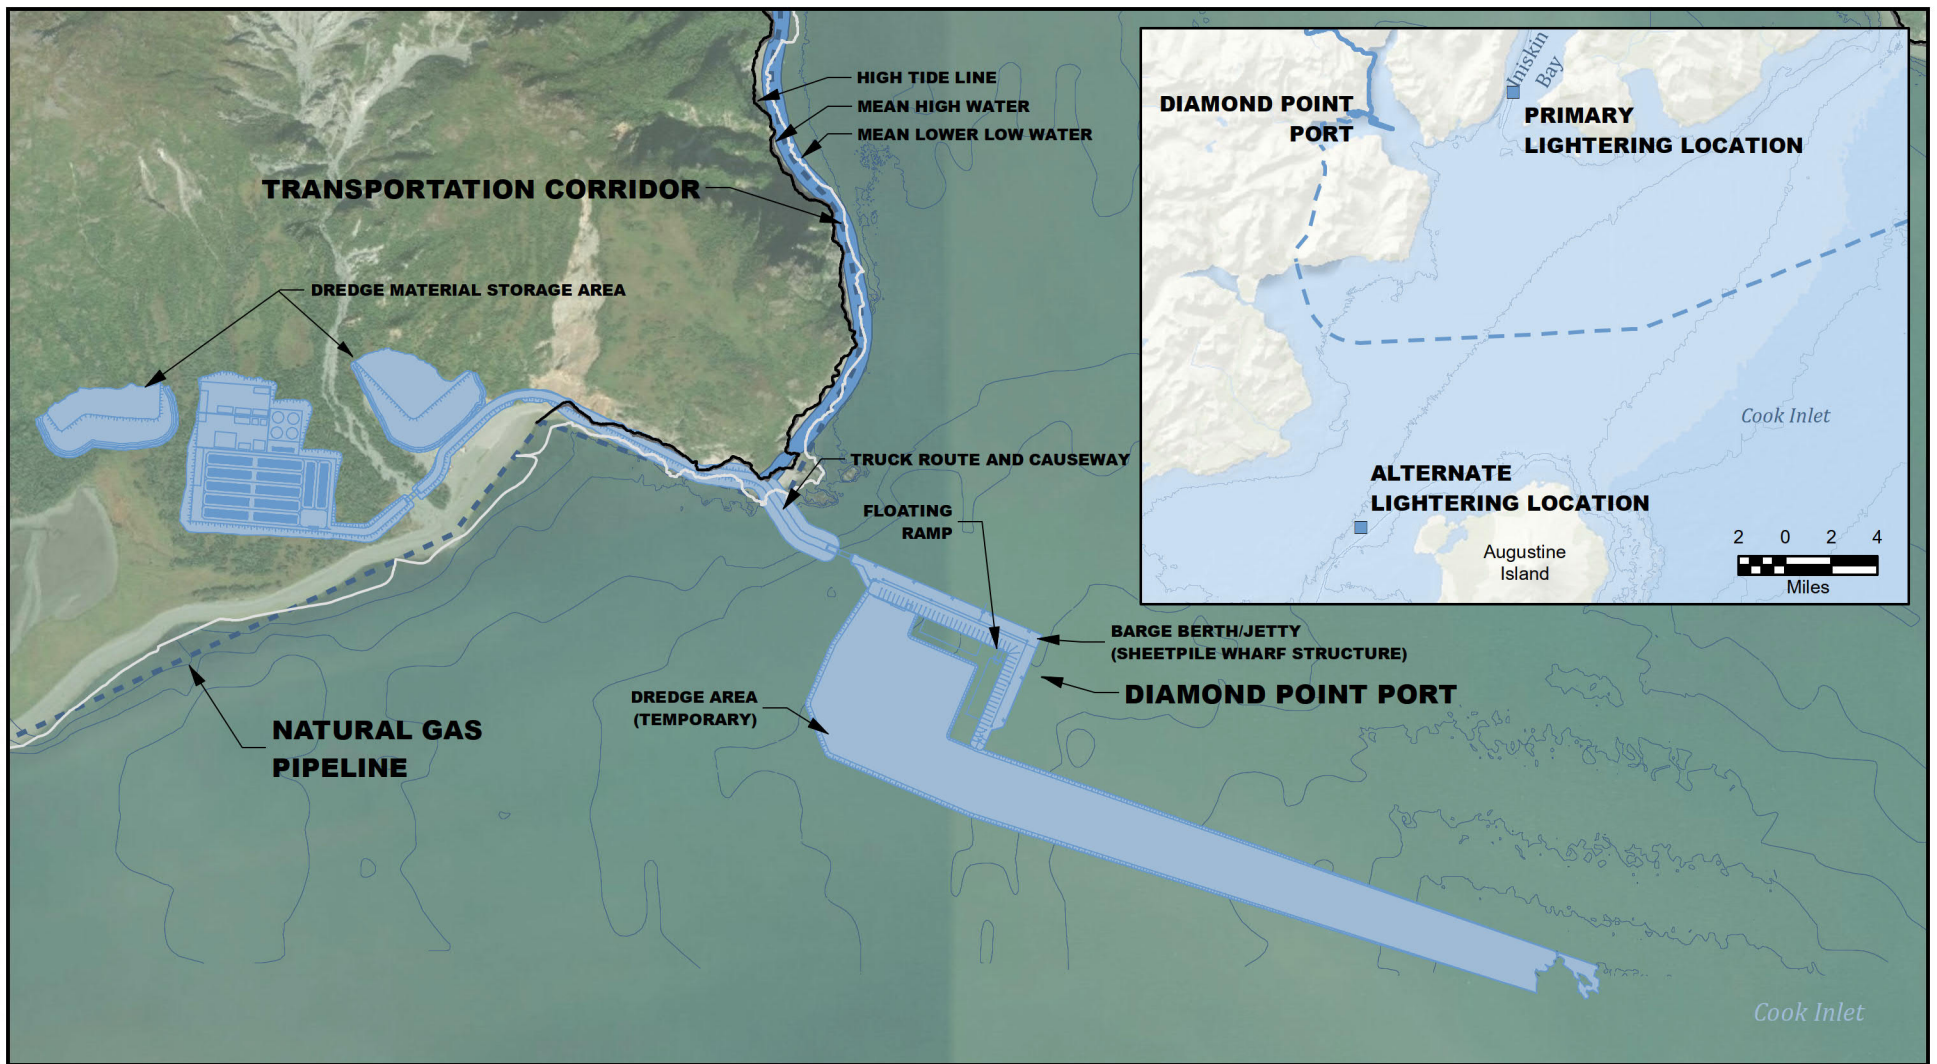 HIGH TIDE LINE
MEAN HIGH WATER
MEAN LOWER LOW WATER
TRANSPORTATION CORRIDOR
DREDGE MATERIAL STORAGE AREA
TRUCK ROUTE AND CAUSEWAY
FLOATING
RAMP
BARGE BERTH/JETTY
(SHEETPILE WHARF STRUCTURE)
DIAMOND POINT PORT
DREDGE AREA
(TEMPORARY)
NATURAL GAS
PIPELINE
Cook Inlet
Iniskin
Bay
DIAMOND POINT
PORT
PRIMARY
LIGHTERING LOCATION
Cook Inlet
ALTERNATE
LIGHTERING LOCATION
Augustine
Island
2 0 2 4
Miles